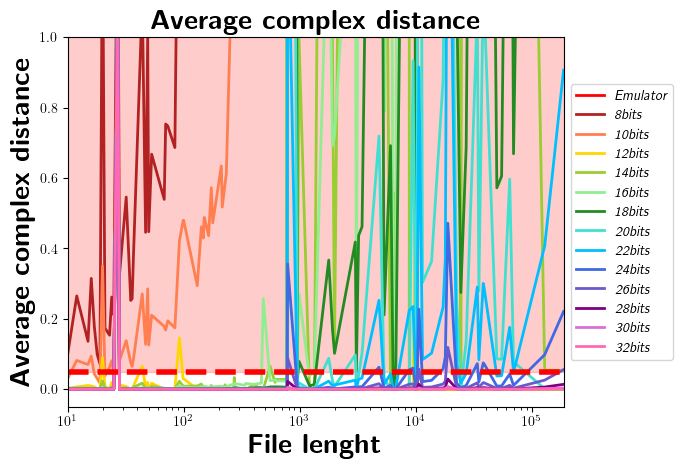 Average complex distance
Average complex distance
1.0
0.8
0.6
0.4
0.2
0.0
10^1
10^2
10^3
10^4
10^5
File lenght
Emulator
8bits
10bits
12bits
14bits
16bits
18bits
20bits
22bits
24bits
26bits
28bits
30bits
32bits